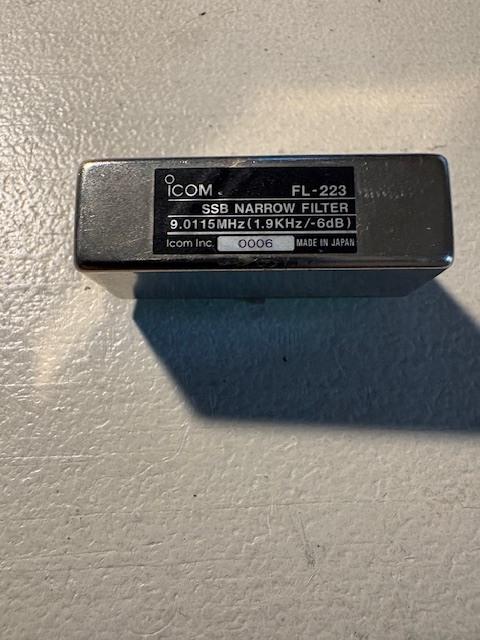 ICOM FL-223
SSB NARROW FILTER
9.0115MHz(1.9KHz/-6dB)
Icom Inc. 0006 MADE IN JAPAN